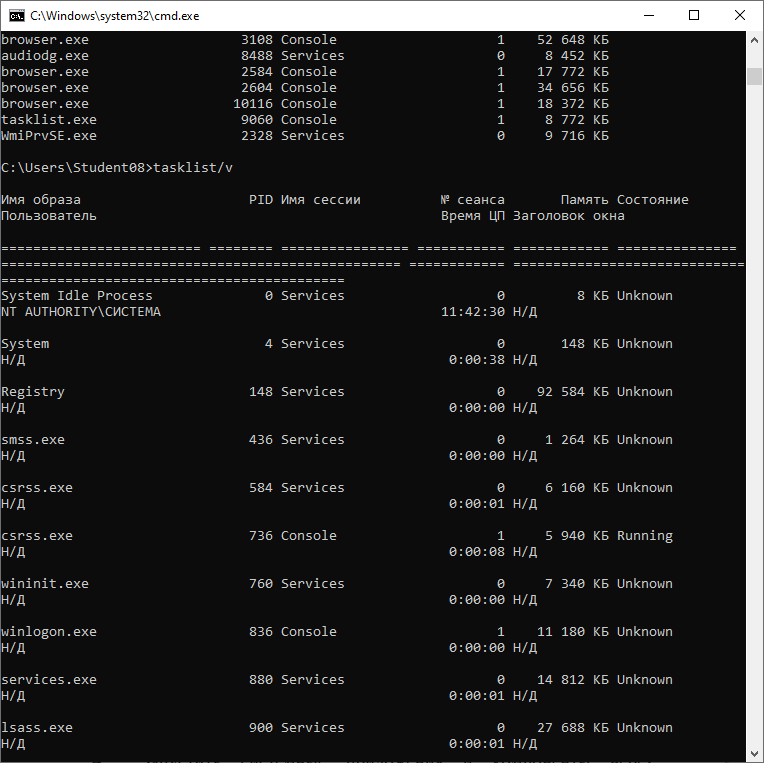 C:\Windows\system32\cmd.exe
browser.exe 3108 Console 1 52 648 КБ
audiodg.exe 8488 Services 0 8 452 КБ
browser.exe 2584 Console 1 17 772 КБ
browser.exe 2604 Console 1 34 656 КБ
browser.exe 10116 Console 1 18 372 КБ
tasklist.exe 9060 Console 1 8 772 КБ
WmiPrvSE.exe 2328 Services 0 9 716 КБ
C:\Users\Student08>tasklist/v
Имя образа PID Имя сессии № сеанса Память Состояние
Пользователь Время ЦП Заголовок окна
========================= ======== ================ =========== ============ ===============
================================================== ============ =============================
===========================================
System Idle Process 0 Services 0 8 КБ Unknown
NT AUTHORITY\СИСТЕМА 11:42:30 Н/Д
System 4 Services 0 148 КБ Unknown
Н/Д 0:00:38 Н/Д
Registry 148 Services 0 92 584 КБ Unknown
Н/Д 0:00:00 Н/Д
smss.exe 436 Services 0 1 264 КБ Unknown
Н/Д 0:00:00 Н/Д
csrss.exe 584 Services 0 6 160 КБ Unknown
Н/Д 0:00:01 Н/Д
csrss.exe 736 Console 1 5 940 КБ Running
Н/Д 0:00:08 Н/Д
wininit.exe 760 Services 0 7 340 КБ Unknown
Н/Д 0:00:00 Н/Д
winlogon.exe 836 Console 1 11 180 КБ Unknown
Н/Д 0:00:00 Н/Д
services.exe 880 Services 0 14 812 КБ Unknown
Н/Д 0:00:01 Н/Д
lsass.exe 900 Services 0 27 688 КБ Unknown
Н/Д 0:00:01 Н/Д